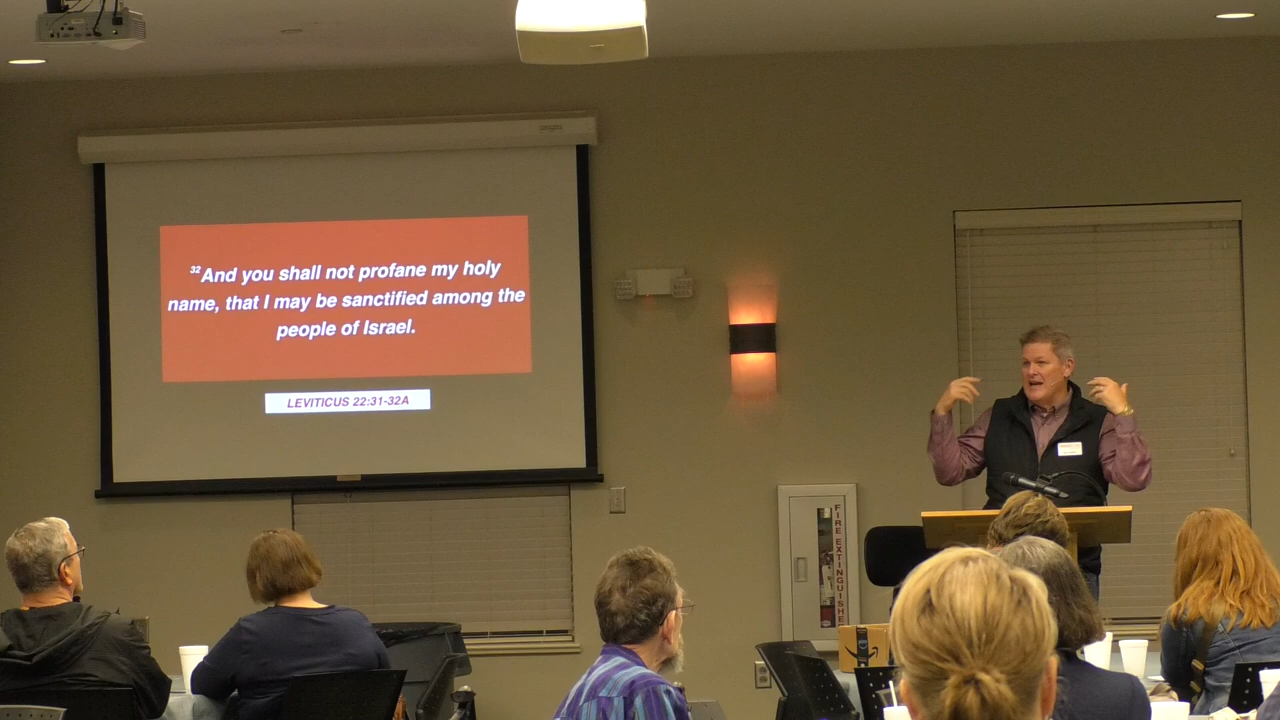 ³²And you shall not profane my holy
name, that I may be sanctified among the
people of Israel.
LEVITICUS 22:31-32A
FIRE EXTINGUISHER